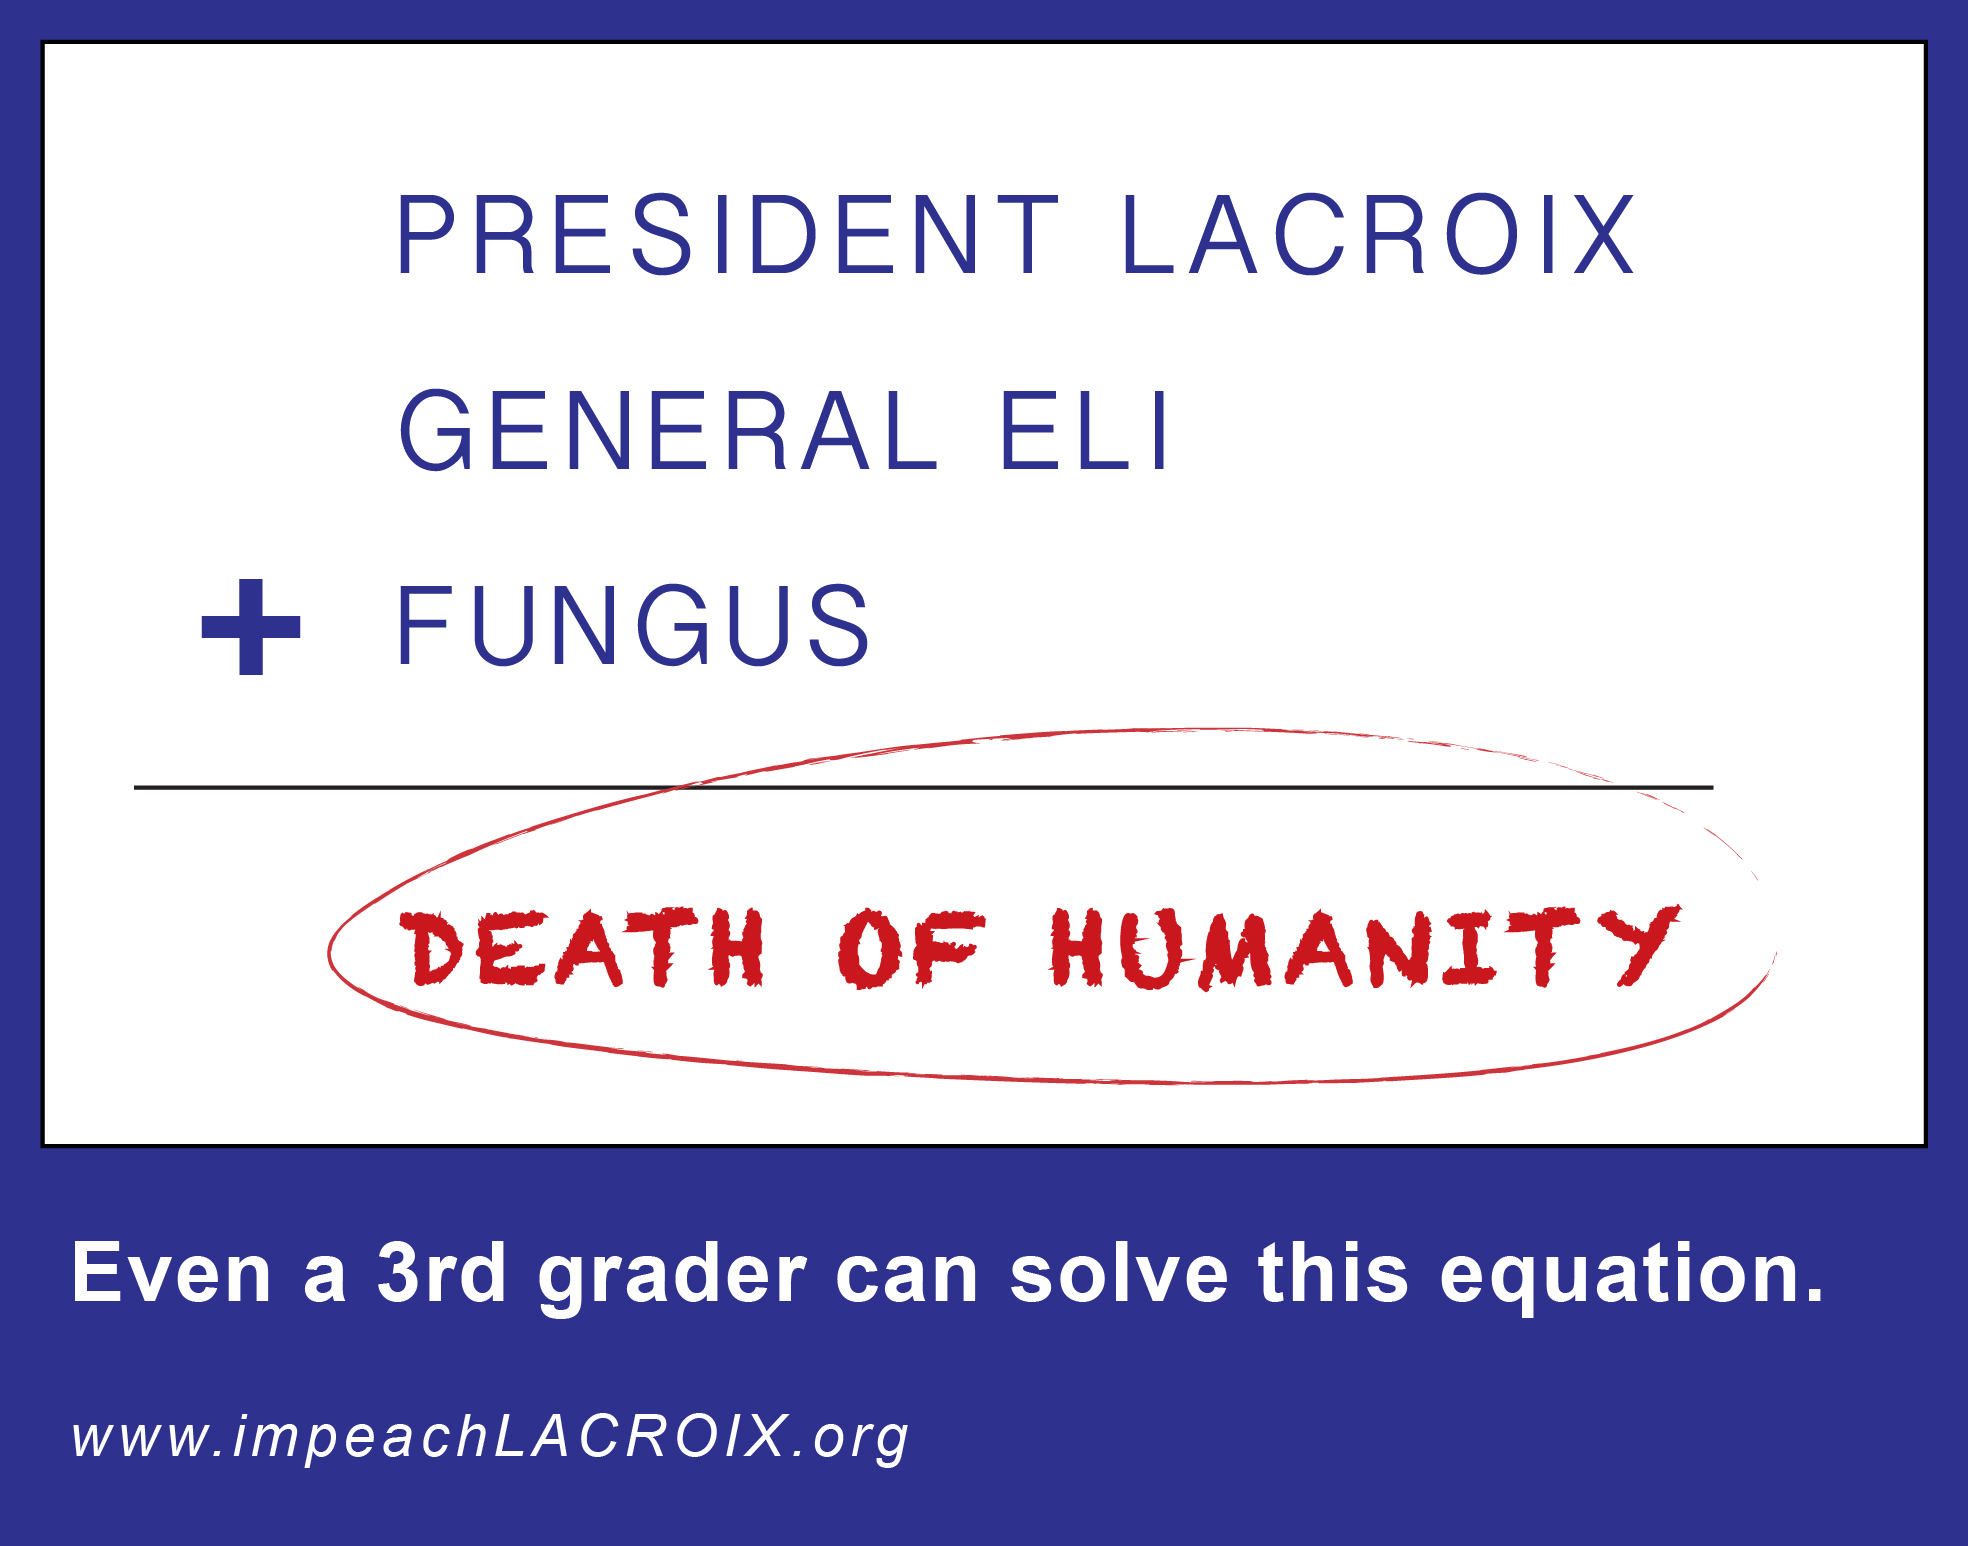 PRESIDENT LACROIX
GENERAL ELI
+ FUNGUS
DEATH OF HUMANITY
Even a 3rd grader can solve this equation.
www.impeachLACROIX.org